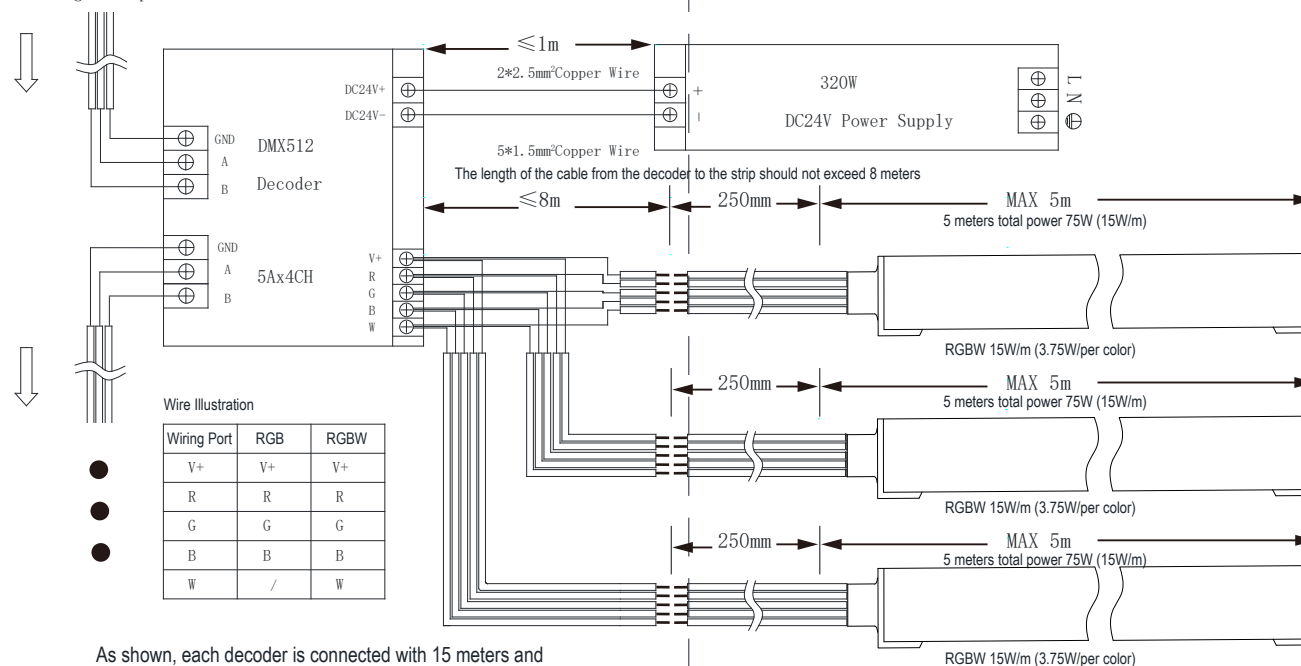 ≤1m
2*2.5mm²Copper Wire
320W
DC24V Power Supply
L
N
DC24V+
DC24V-
+
-
GND
A
B
DMX512
Decoder
5*1.5mm²Copper Wire
The length of the cable from the decoder to the strip should not exceed 8 meters
≤8m
250mm
MAX 5m
5 meters total power 75W (15W/m)
GND
A
B
5Ax4CH
V+
R
G
B
W
RGBW 15W/m (3.75W/per color)
250mm
MAX 5m
5 meters total power 75W (15W/m)
Wire Illustration
Wiring Port RGB RGBW
V+ V+ V+
R R R
G G G
B B B
W / W
RGBW 15W/m (3.75W/per color)
250mm
MAX 5m
5 meters total power 75W (15W/m)
As shown, each decoder is connected with 15 meters and
RGBW 15W/m (3.75W/per color)